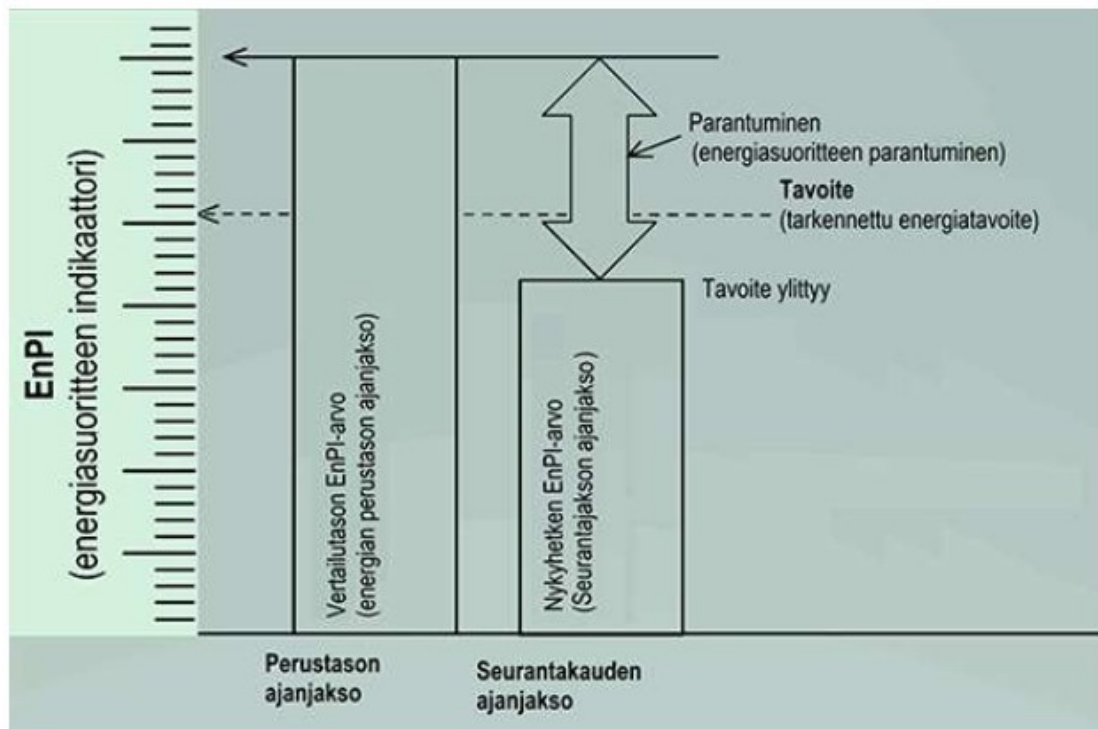 EnPI
(energiasuoritteen indikaattori)
Parantuminen
(energiasuoritteen parantuminen)
Tavoite
(tarkennettu energiatavoite)
Tavoite ylittyy
Vertailutason EnPI-arvo
(energian perustason ajanjakso)
Nykyhetken EnPI-arvo
(Seurantajakson ajanjakso)
Perustason
ajanjakso
Seurantakauden
ajanjakso